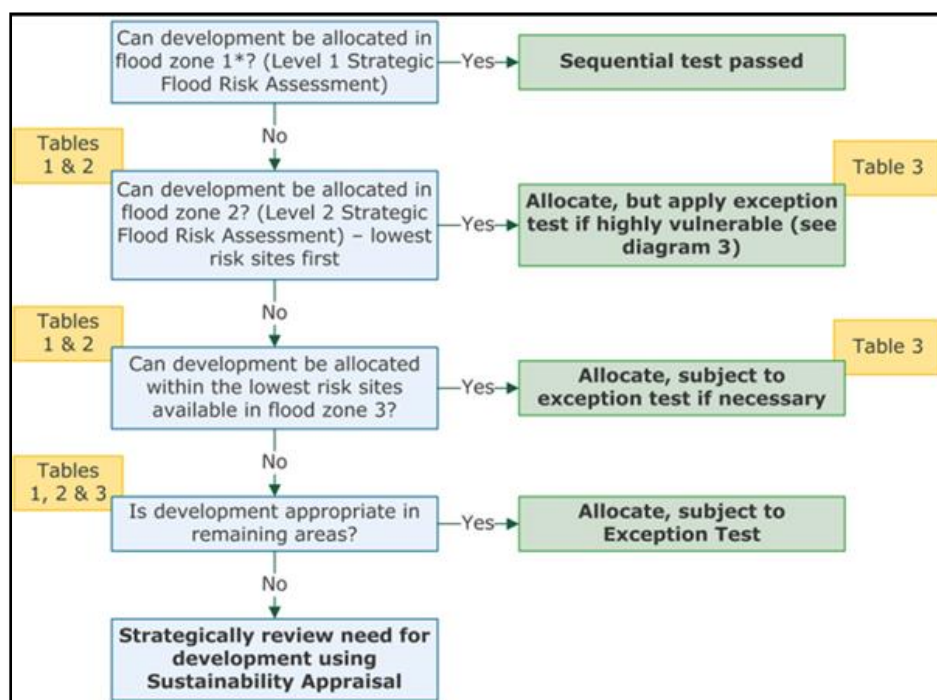 Can development be allocated in
flood zone 1*? (Level 1 Strategic
Flood Risk Assessment)
Yes
Sequential test passed
No
Tables
1 & 2
Table 3
Can development be allocated in
flood zone 2? (Level 2 Strategic
Flood Risk Assessment) – lowest
risk sites first
Yes
Allocate, but apply exception
test if highly vulnerable (see
diagram 3)
No
Tables
1 & 2
Table 3
Can development be allocated
within the lowest risk sites
available in flood zone 3?
Yes
Allocate, subject to
exception test if necessary
No
Tables
1, 2 & 3
Is development appropriate in
remaining areas?
Yes
Allocate, subject to
Exception Test
No
Strategically review need for
development using
Sustainability Appraisal